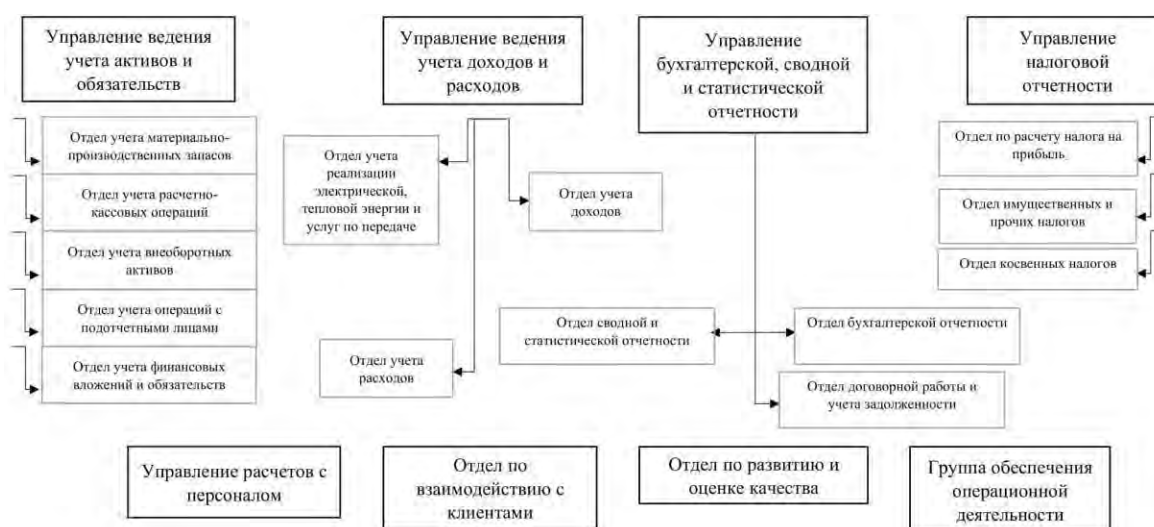 Управление ведения
учета активов и
обязательств
Управление ведения
учета доходов и
расходов
Управление
бухгалтерской, сводной
и статистической
отчетности
Управление
налоговой
отчетности
Отдел учета материально-
производственных запасов
Отдел учета расчетно-
кассовых операций
Отдел учета внеоборотных
активов
Отдел учета операций с
подотчетными лицами
Отдел учета финансовых
вложений и обязательств
Отдел учета
реализации
электрической,
тепловой энергии и
услуг по передаче
Отдел учета
доходов
Отдел учета
расходов
Отдел сводной и
статистической отчетности
Отдел бухгалтерской отчетности
Отдел договорной работы и
учета задолженности
Отдел по расчету налога на
прибыль
Отдел имущественных и
прочих налогов
Отдел косвенных налогов
Управление расчетов с
персоналом
Отдел по
взаимодействию с
клиентами
Отдел по развитию и
оценке качества
Группа обеспечения
операционной
деятельности